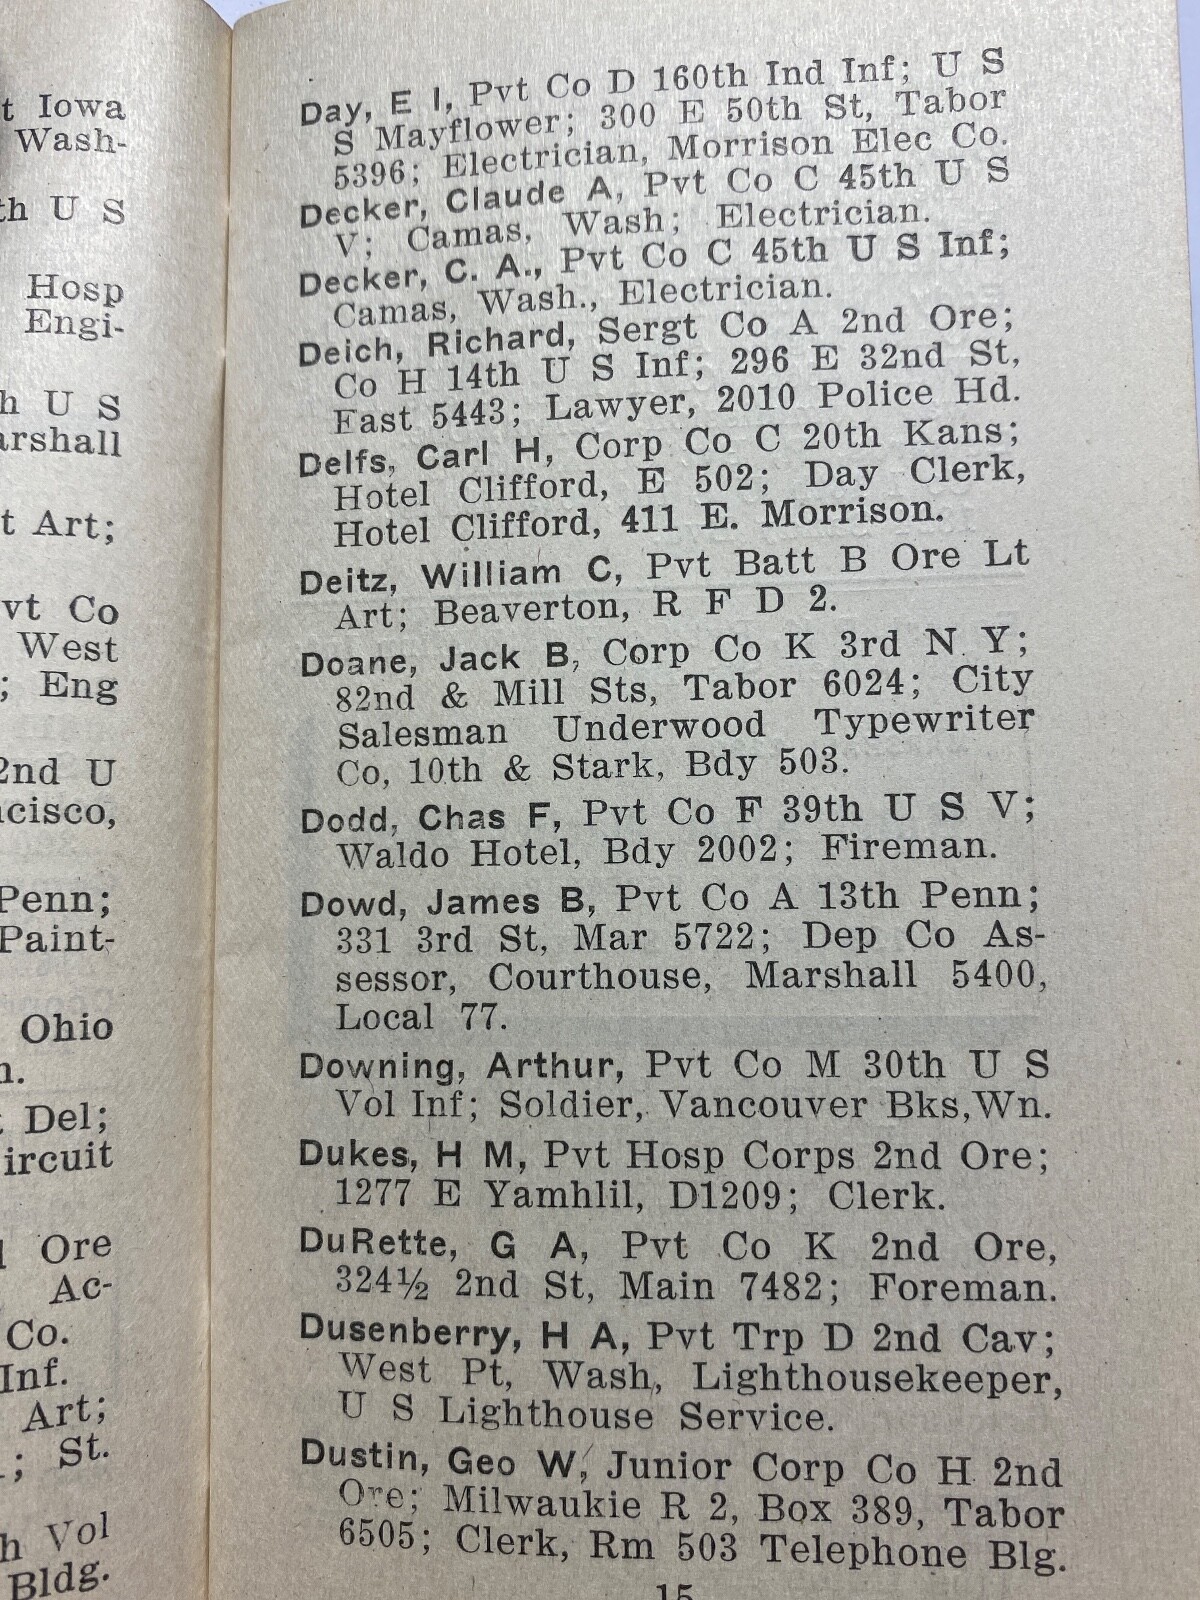 t Iowa
Wash-
th U S
Hosp
Engi-
h U S
arshall
t Art;
vt Co
West
; Eng
2nd U
ncisco,
Penn;
Paint-
Ohio
n.
Del;
ircuit
Ore
Ac-
Co.
Inf.
Art;
; St.
h Vol
Bldg.
Day, E I, Pvt Co D 160th Ind Inf; U S
S Mayflower; 300 E 50th St, Tabor
5396; Electrician, Morrison Elec Co.
Decker, Claude A, Pvt Co C 45th U S
V; Camas, Wash; Electrician.
Decker, C. A., Pvt Co C 45th U S Inf;
Camas, Wash., Electrician.
Deich, Richard, Sergt Co A 2nd Ore;
Co H 14th U S Inf; 296 E 32nd St,
East 5443; Lawyer, 2010 Police Hd.
Delfs, Carl H, Corp Co C 20th Kans;
Hotel Clifford, E 502; Day Clerk,
Hotel Clifford, 411 E. Morrison.
Deitz, William C, Pvt Batt B Ore Lt
Art; Beaverton, R F D 2.
Doane, Jack B, Corp Co K 3rd N Y;
82nd & Mill Sts, Tabor 6024; City
Salesman Underwood Typewriter
Co, 10th & Stark, Bdy 503.
Dodd, Chas F, Pvt Co F 39th U S V;
Waldo Hotel, Bdy 2002; Fireman.
Dowd, James B, Pvt Co A 13th Penn;
331 3rd St, Mar 5722; Dep Co As-
sessor, Courthouse, Marshall 5400,
Local 77.
Downing, Arthur, Pvt Co M 30th U S
Vol Inf; Soldier, Vancouver Bks,Wn.
Dukes, H M, Pvt Hosp Corps 2nd Ore;
1277 E Yamhlil, D1209; Clerk.
DuRette, G A, Pvt Co K 2nd Ore,
324½ 2nd St, Main 7482; Foreman.
Dusenberry, H A, Pvt Trp D 2nd Cav;
West Pt, Wash, Lighthousekeeper,
U S Lighthouse Service.
Dustin, Geo W, Junior Corp Co H 2nd
Ore; Milwaukie R 2, Box 389, Tabor
6505; Clerk, Rm 503 Telephone Blg.
15